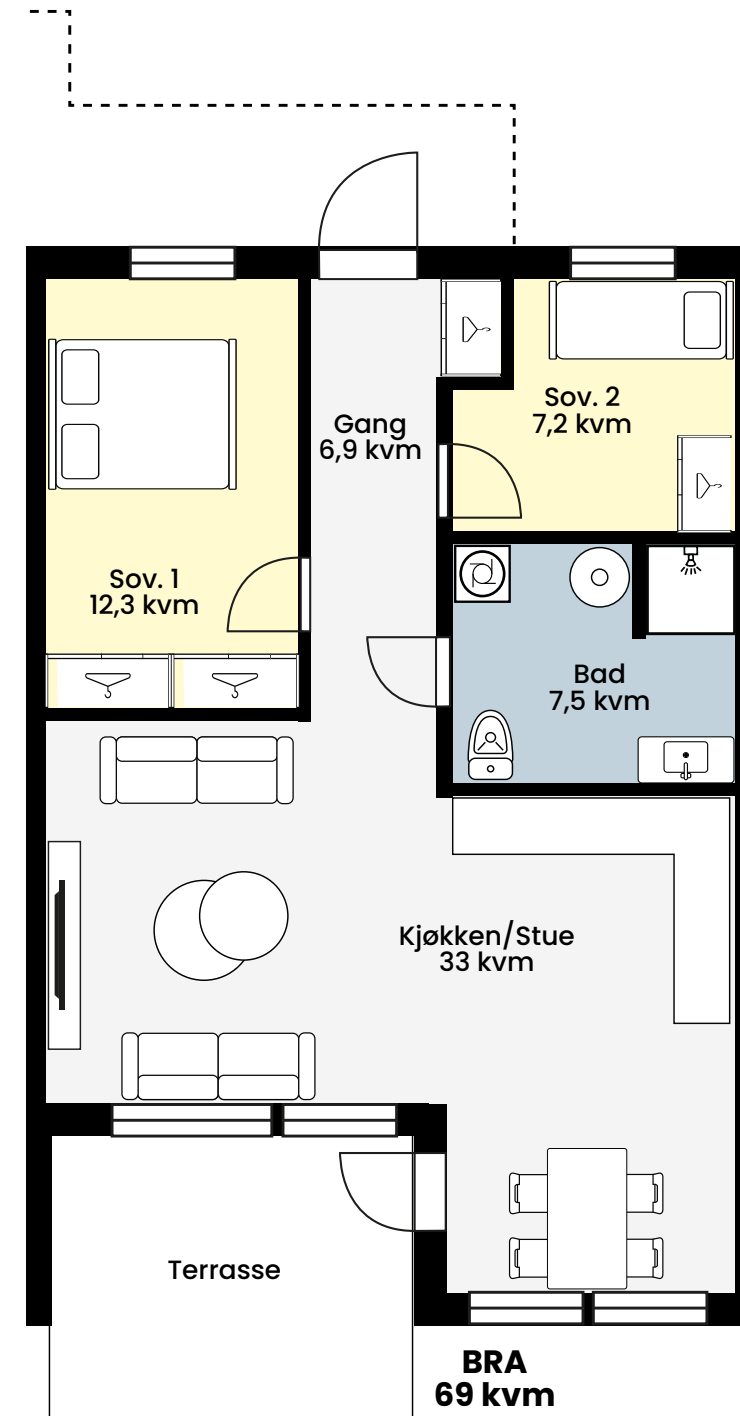 Gang
6,9 kvm
Sov. 2
7,2 kvm
Sov. 1
12,3 kvm
Bad
7,5 kvm
Kjøkken/Stue
33 kvm
Terrasse
BRA
69 kvm